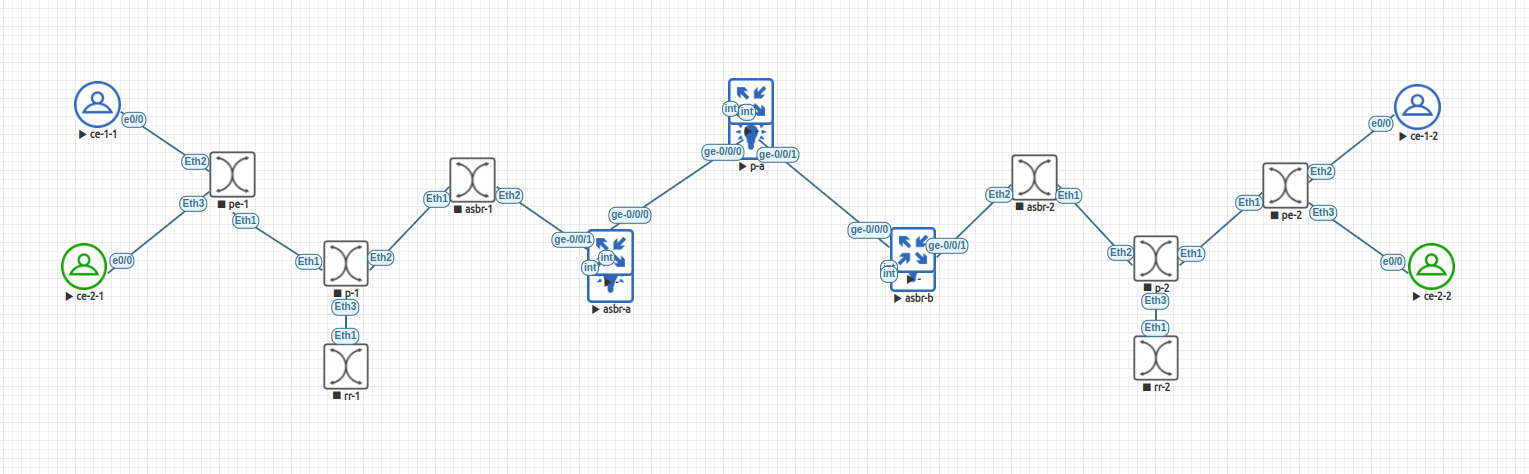 ce-1-1
e0/0
Eth2
pe-1
Eth3
Eth1
ce-2-1
e0/0
Eth1
p-1
Eth2
Eth3
Eth1
rr-1
Eth1
asbr-1
Eth2
ge-0/0/1
ge-0/0/0
int
int
asbr-a
int
int
ge-0/0/0
ge-0/0/1
p-a
ge-0/0/0
ge-0/0/1
int
int
asbr-b
Eth2
asbr-2
Eth1
Eth2
p-2
Eth1
Eth3
Eth1
rr-2
Eth1
pe-2
Eth2
Eth3
e0/0
ce-1-2
e0/0
ce-2-2